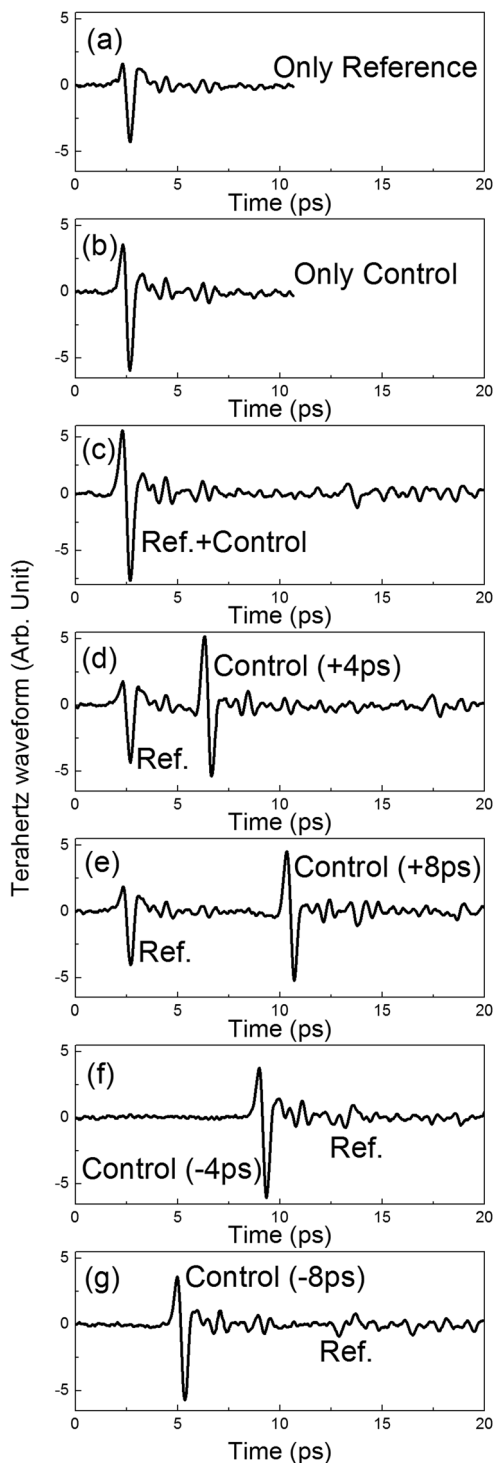 Terahertz waveform (Arb. Unit)
(a)
Only Reference
5
0
-5
0 5 10 15 20
Time (ps)
(b)
Only Control
5
0
-5
0 5 10 15 20
Time (ps)
(c)
Ref.+Control
5
0
-5
0 5 10 15 20
Time (ps)
(d)
Control (+4ps)
Ref.
5
0
-5
0 5 10 15 20
Time (ps)
(e)
Control (+8ps)
Ref.
5
0
-5
0 5 10 15 20
Time (ps)
(f)
Control (-4ps)
Ref.
5
0
-5
0 5 10 15 20
Time (ps)
(g)
Control (-8ps)
Ref.
5
0
-5
0 5 10 15 20
Time (ps)